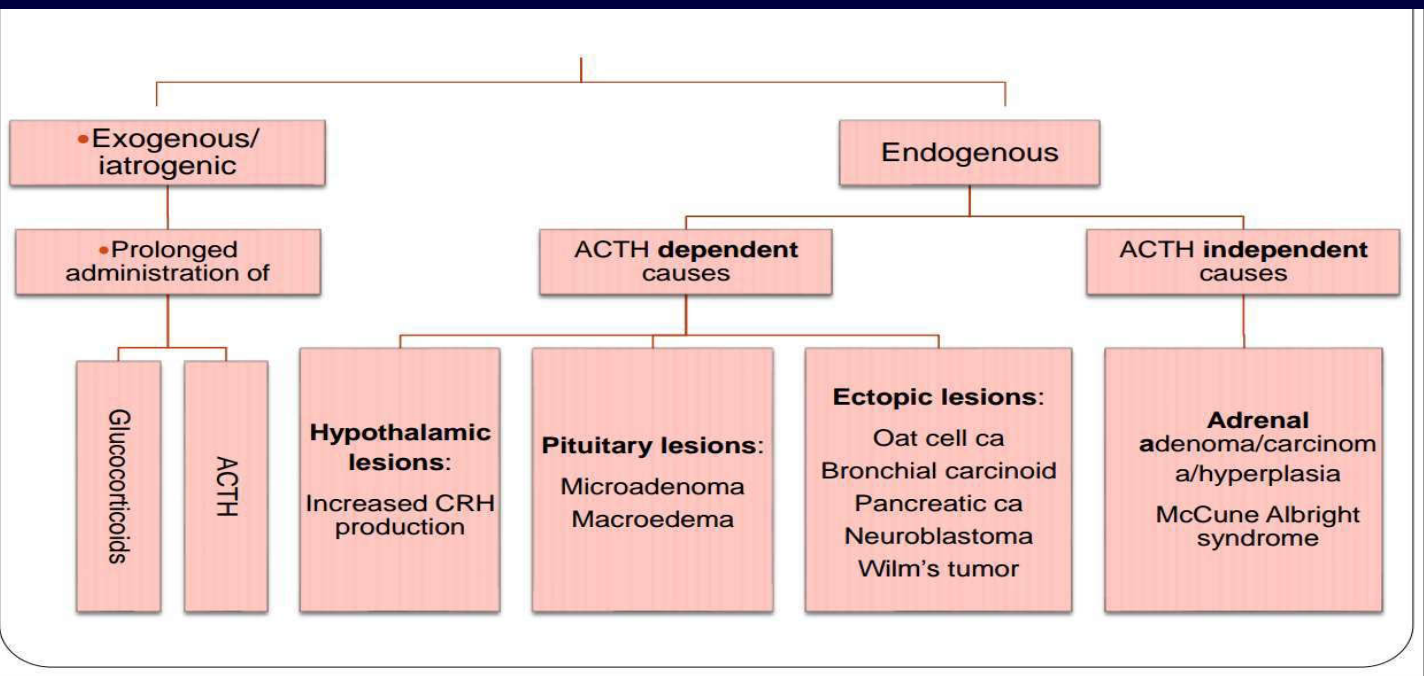 •Exogenous/
iatrogenic
Endogenous
•Prolonged
administration of
ACTH dependent
causes
ACTH independent
causes
Glucocorticoids
ACTH
Hypothalamic
lesions:
Increased CRH
production
Pituitary lesions:
Microadenoma
Macroedema
Ectopic lesions:
Oat cell ca
Bronchial carcinoid
Pancreatic ca
Neuroblastoma
Wilm's tumor
Adrenal
adenoma/carcinom
a/hyperplasia
McCune Albright
syndrome